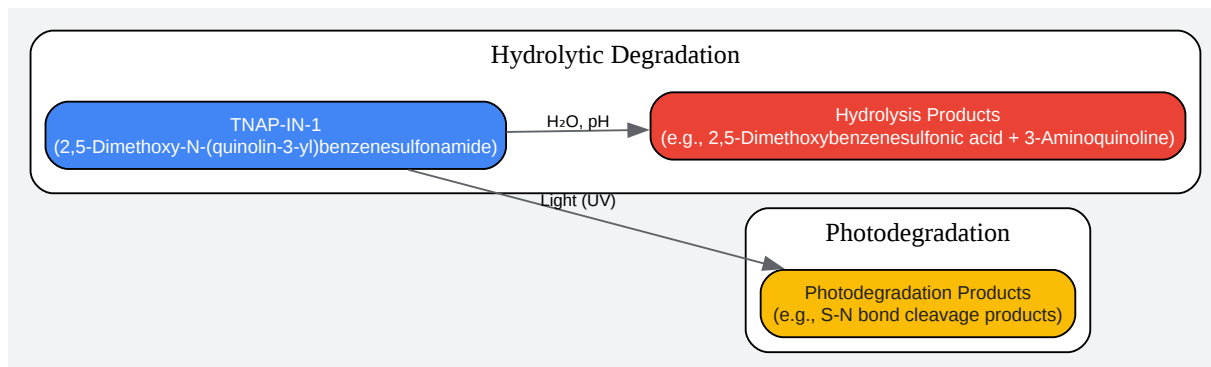 Hydrolytic Degradation
TNAP-IN-1
(2,5-Dimethoxy-N-(quinolin-3-yl)benzenesulfonamide)
H₂O, pH
Hydrolysis Products
(e.g., 2,5-Dimethoxybenzenesulfonic acid + 3-Aminoquinoline)
Light (UV)
Photodegradation
Photodegradation Products
(e.g., S-N bond cleavage products)